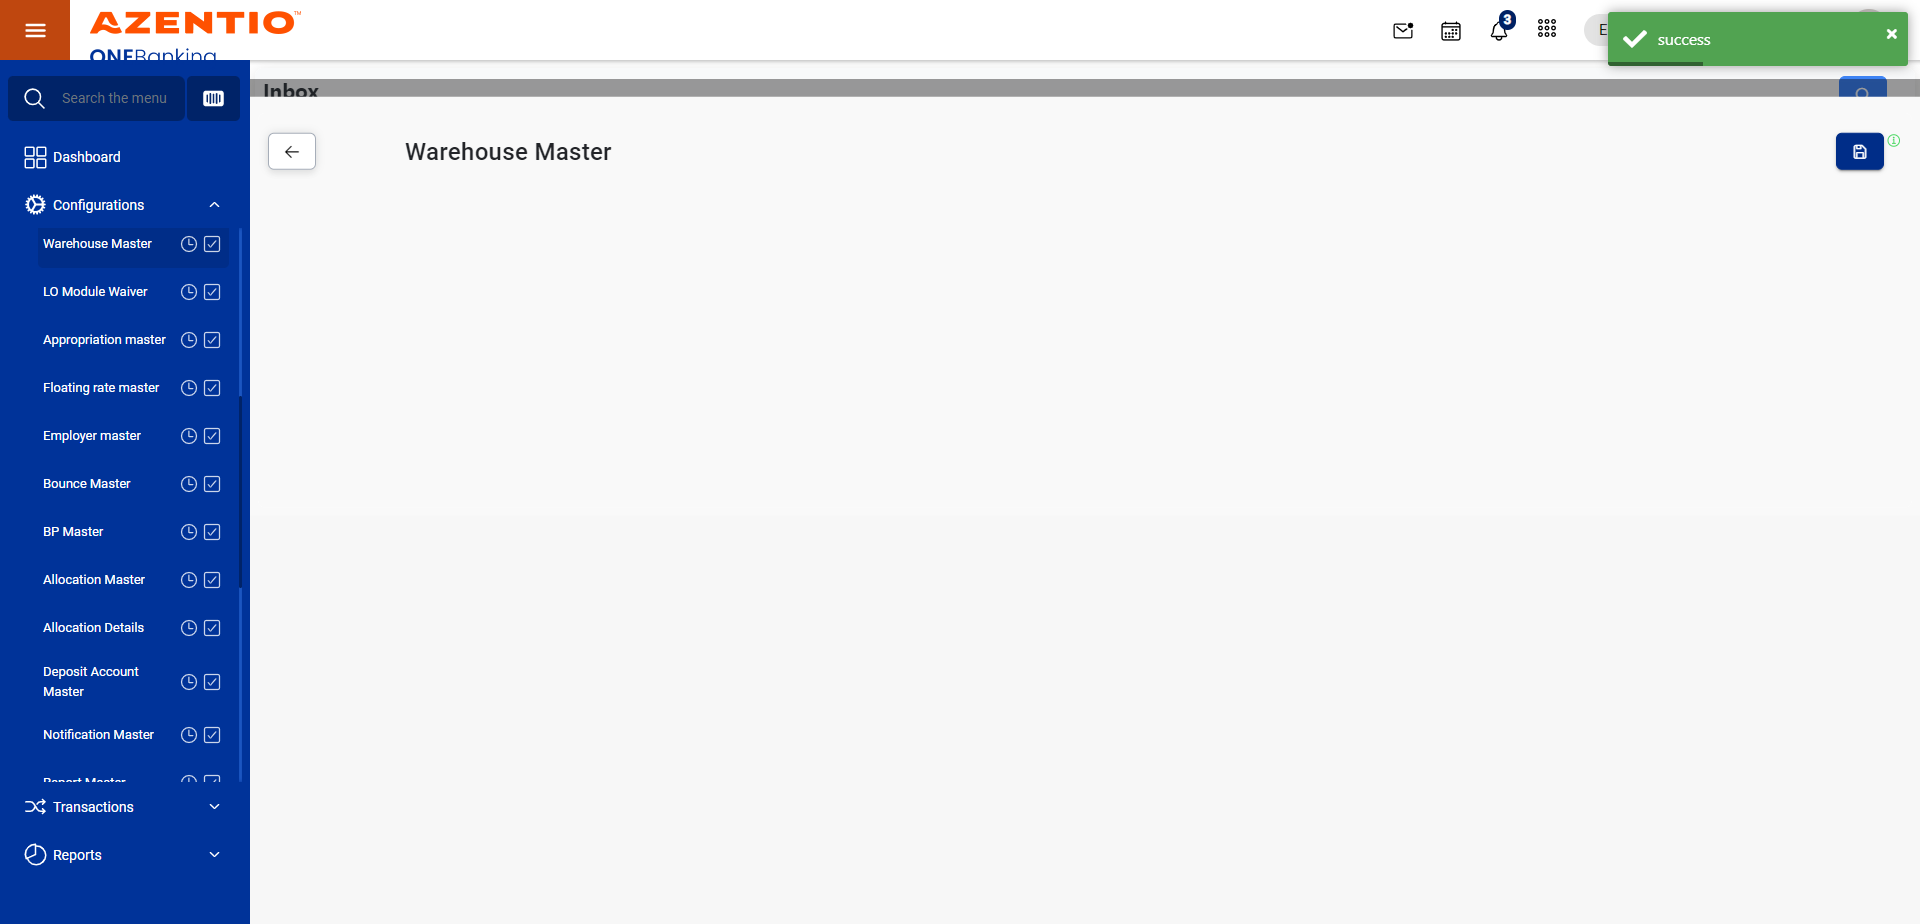 AZENTIO™
ONEBanking
3
E
success
Search the menu
Inbox
Dashboard
Warehouse Master
Configurations
Warehouse Master
LO Module Waiver
Appropriation master
Floating rate master
Employer master
Bounce Master
BP Master
Allocation Master
Allocation Details
Deposit Account
Master
Notification Master
Report Master
Transactions
Reports